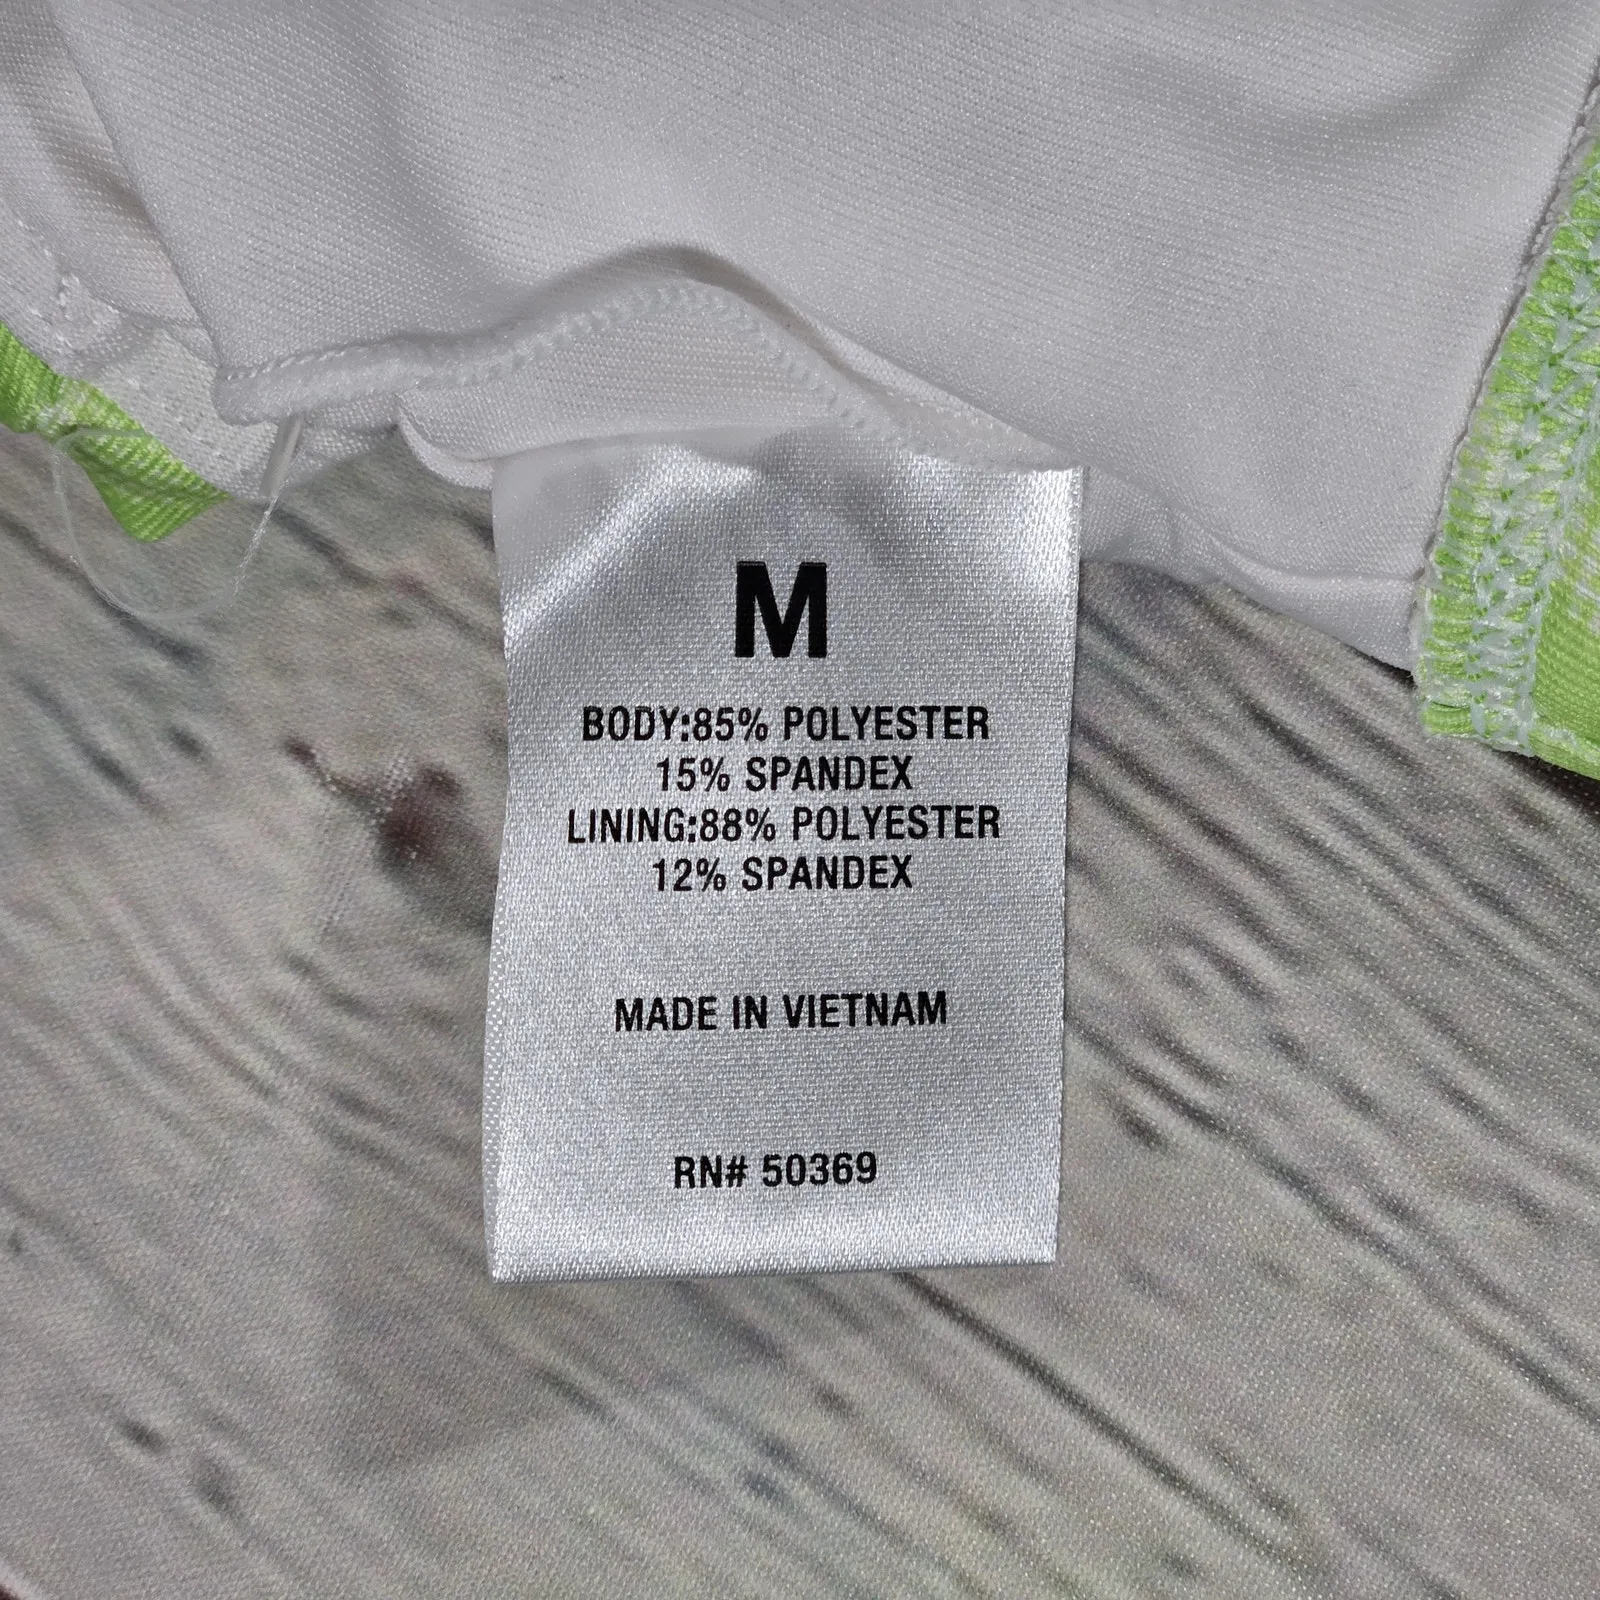 M
BODY:85% POLYESTER
15% SPANDEX
LINING:88% POLYESTER
12% SPANDEX
MADE IN VIETNAM
RN# 50369